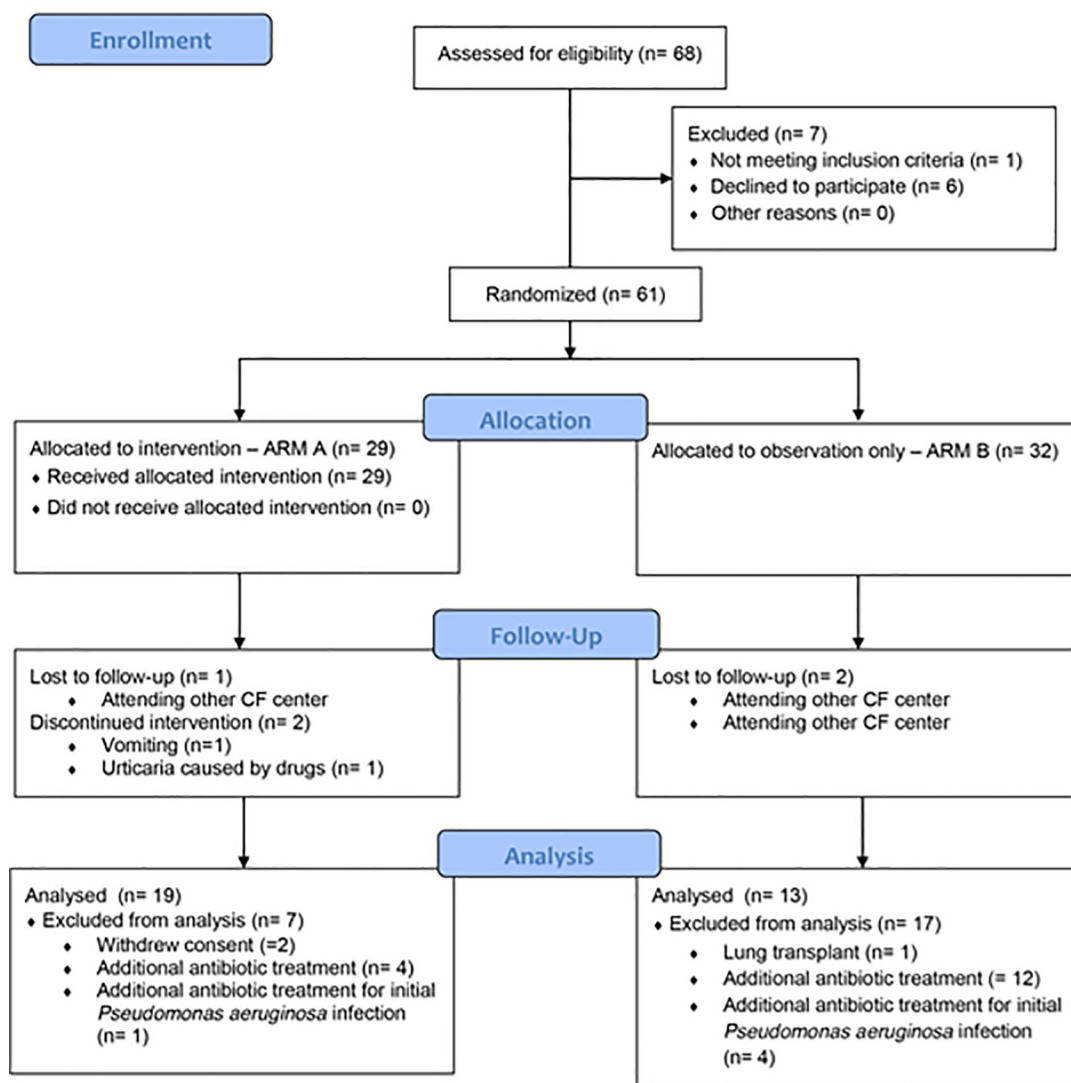 Enrollment
Assessed for eligibility (n= 68)
Excluded (n= 7)
⬧ Not meeting inclusion criteria (n= 1)
⬧ Declined to participate (n= 6)
⬧ Other reasons (n= 0)
Randomized (n= 61)
Allocation
Allocated to intervention – ARM A (n= 29)
⬧ Received allocated intervention (n= 29)
⬧ Did not receive allocated intervention (n= 0)
Allocated to observation only – ARM B (n= 32)
Follow-Up
Lost to follow-up (n= 1)
⬧ Attending other CF center
Discontinued intervention (n= 2)
⬧ Vomiting (n=1)
⬧ Urticaria caused by drugs (n= 1)
Lost to follow-up (n= 2)
⬧ Attending other CF center
⬧ Attending other CF center
Analysis
Analysed (n= 19)
⬧ Excluded from analysis (n= 7)
⬧ Withdrew consent (=2)
⬧ Additional antibiotic treatment (n= 4)
⬧ Additional antibiotic treatment for initial
Pseudomonas aeruginosa infection
(n= 1)
Analysed (n= 13)
⬧ Excluded from analysis (n= 17)
⬧ Lung transplant (n= 1)
⬧ Additional antibiotic treatment (= 12)
⬧ Additional antibiotic treatment for initial
Pseudomonas aeruginosa infection
(n= 4)